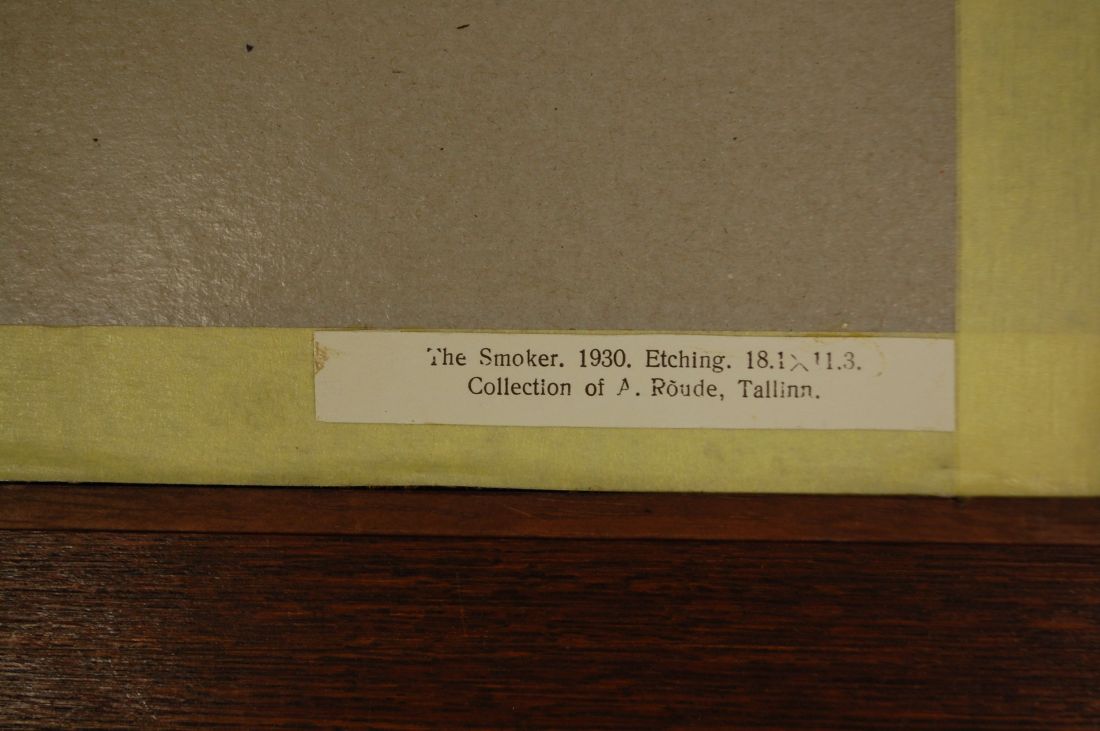 The Smoker. 1930. Etching. 18.1×11.3.
Collection of A. Rõude, Tallinn.